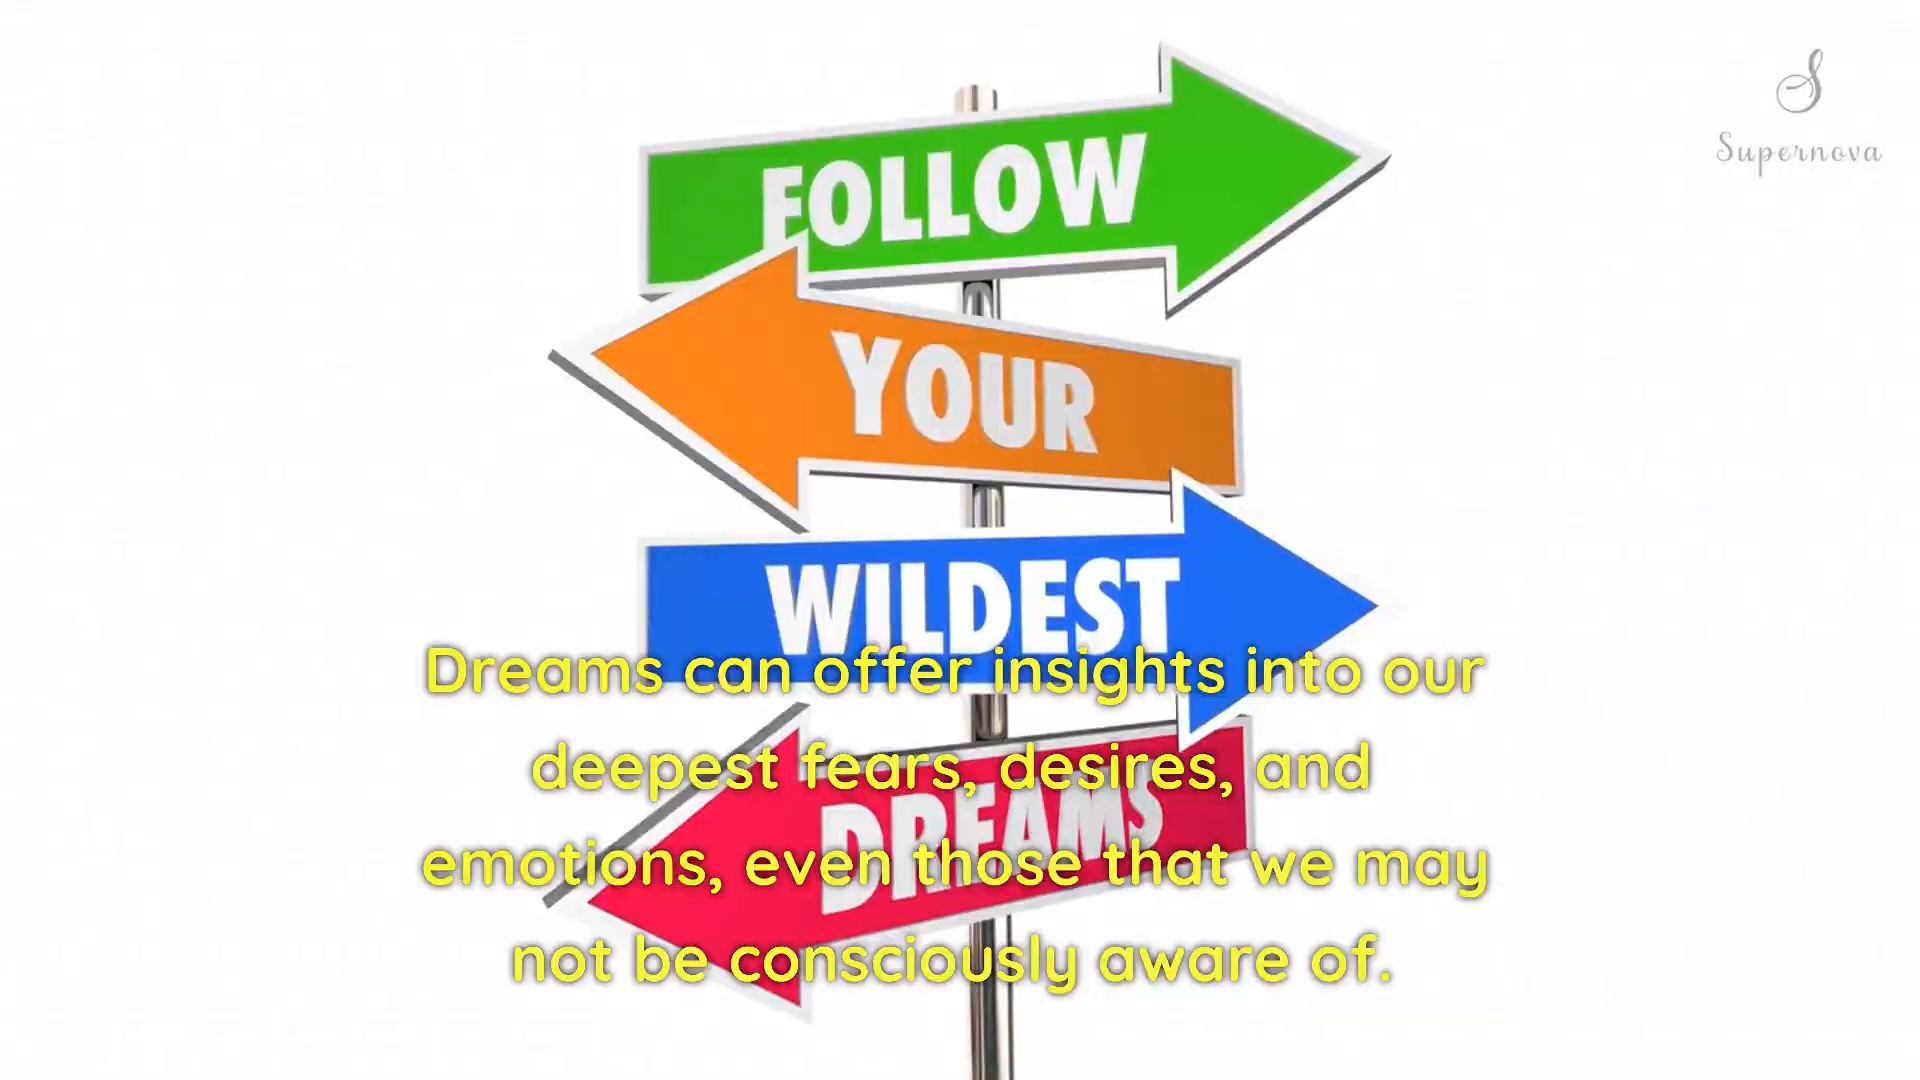 S
Supernova
FOLLOW
YOUR
WILDEST
DREAMS
Dreams can offer insights into our
deepest fears, desires, and
emotions, even those that we may
not be consciously aware of.